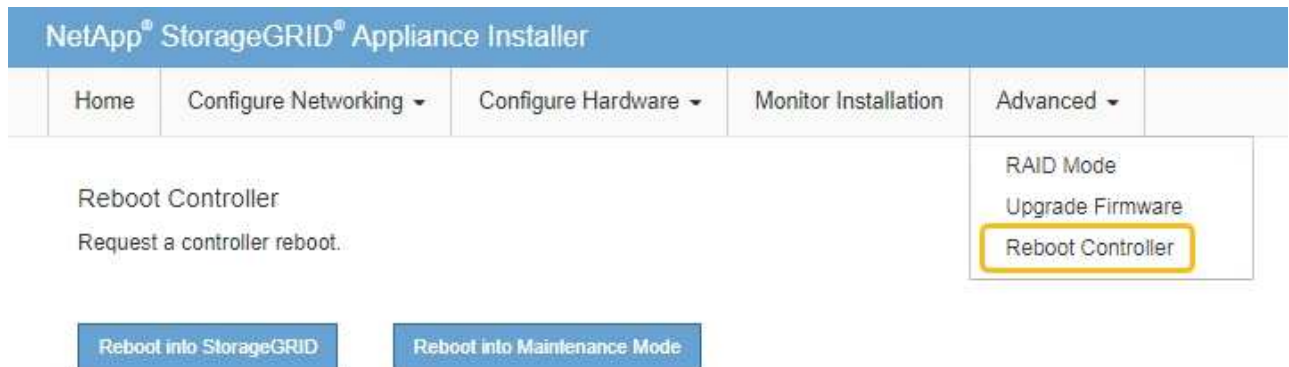 NetApp® StorageGRID® Appliance Installer
Home Configure Networking Configure Hardware Monitor Installation Advanced
RAID Mode
Upgrade Firmware
Reboot Controller
Reboot Controller
Request a controller reboot.
Reboot into StorageGRID Reboot into Maintenance Mode